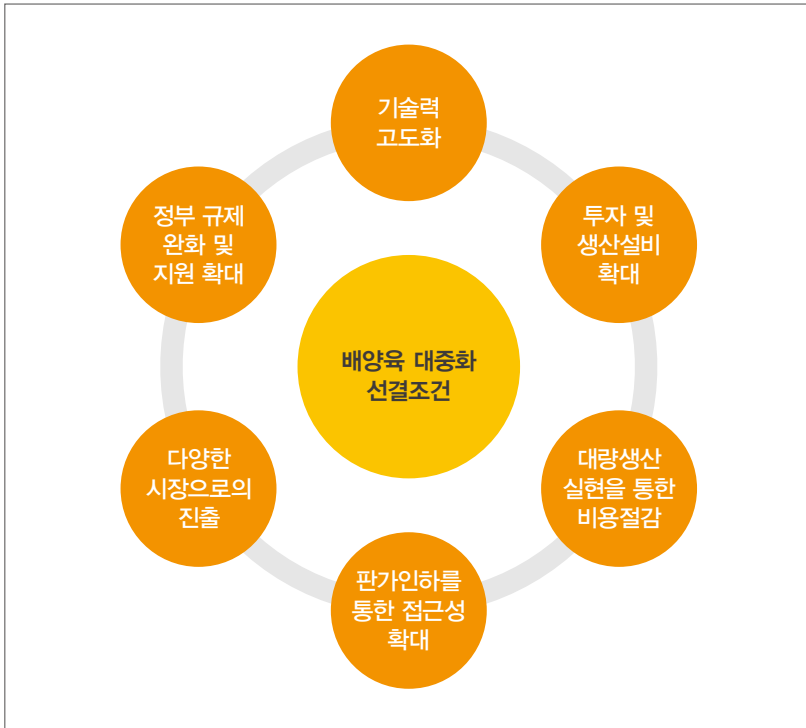 기술력
고도화
투자 및
생산설비
확대
대량생산
실현을 통한
비용절감
판가인하를
통한 접근성
확대
다양한
시장으로의
진출
정부 규제
완화 및
지원 확대
배양육 대중화
선결조건